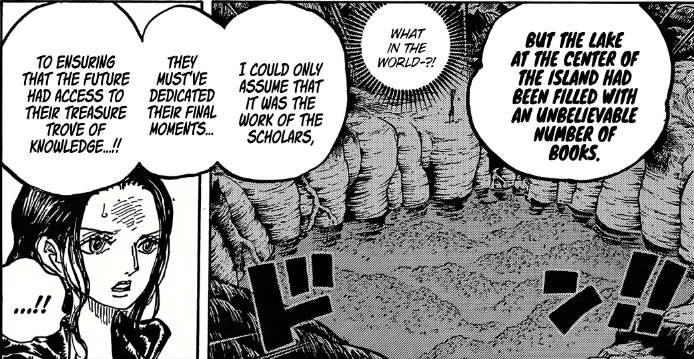 BUT THE LAKE
AT THE CENTER OF
THE ISLAND HAD
BEEN FILLED WITH
AN UNBELIEVABLE
NUMBER OF
BOOKS.
WHAT
IN THE
WORLD-?!
ドン!!
I COULD ONLY
ASSUME THAT
IT WAS THE
WORK OF THE
SCHOLARS,
THEY
MUST'VE
DEDICATED
THEIR FINAL
MOMENTS...
TO ENSURING
THAT THE FUTURE
HAD ACCESS TO
THEIR TREASURE
TROVE OF
KNOWLEDGE...!!
...!!